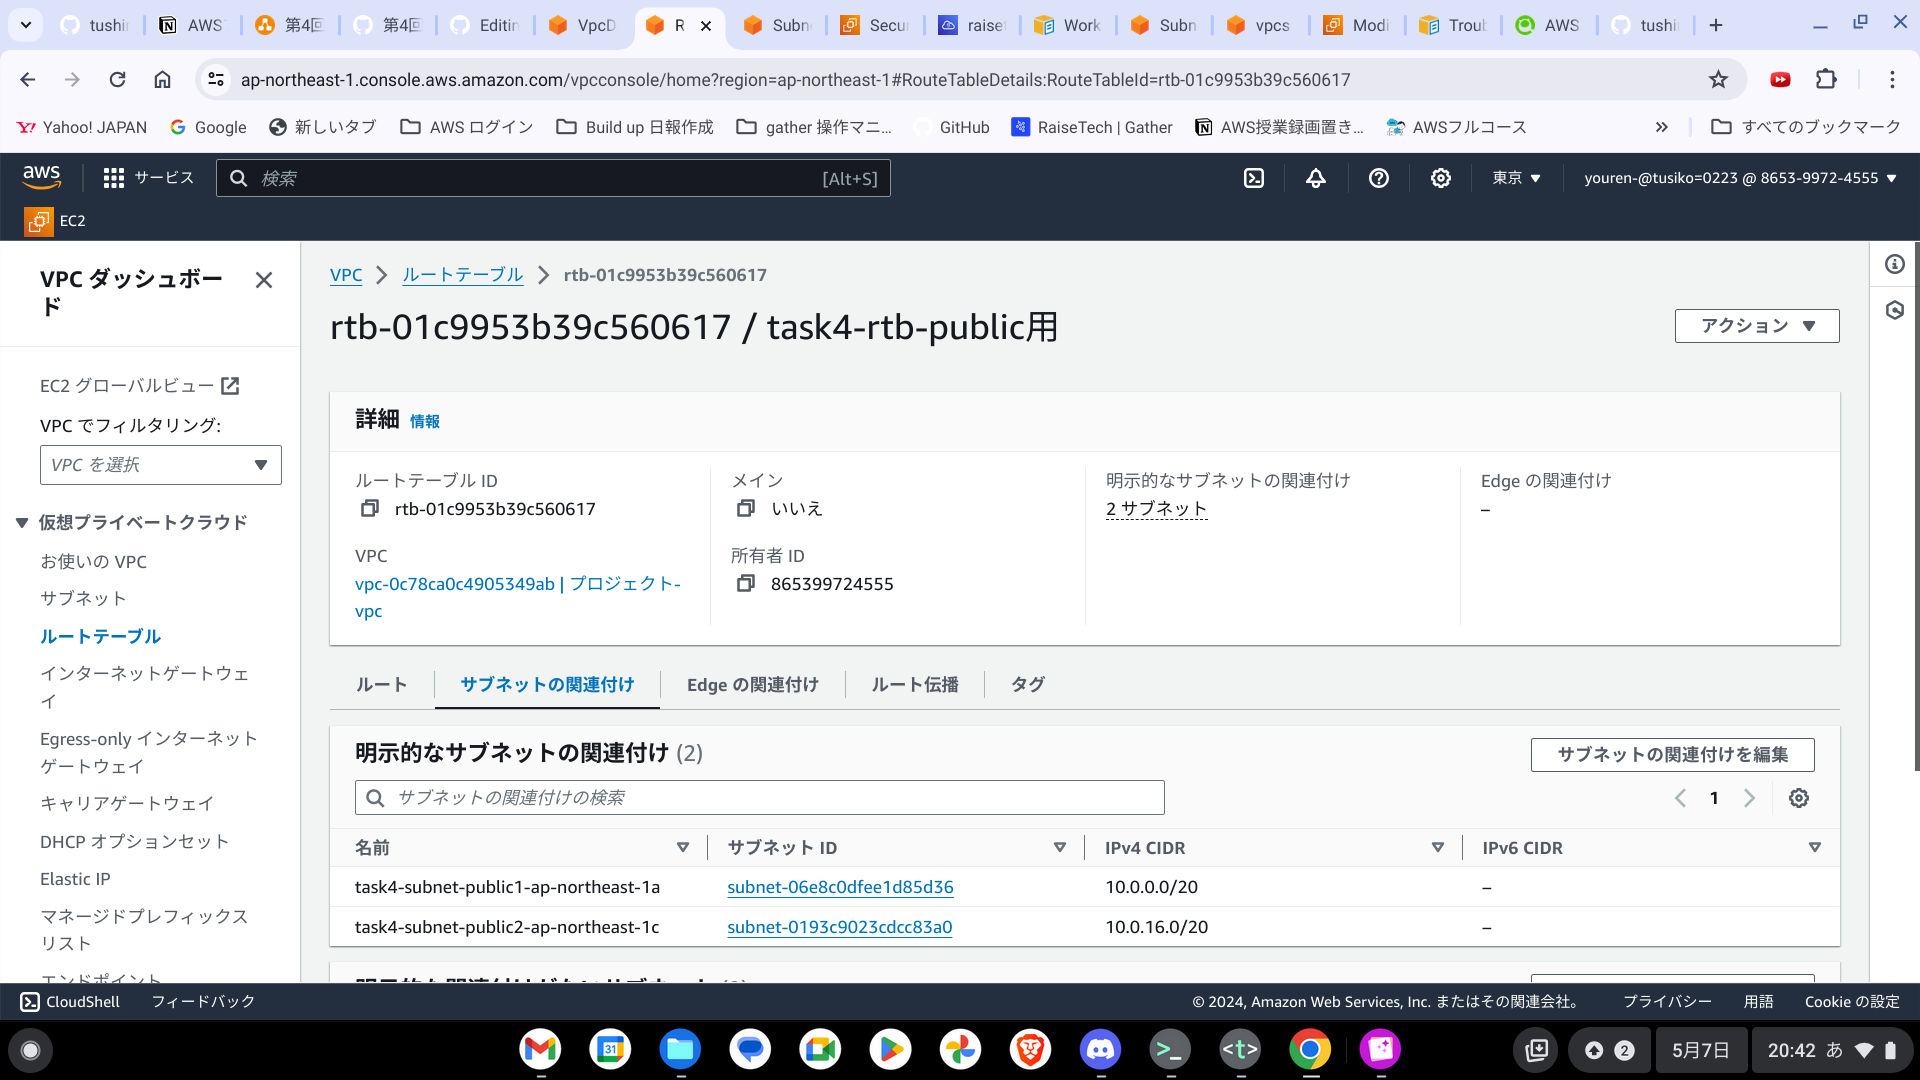 tushin
AWS
第4回
第4回
Editin
VpcD
R
Subn
Secur
raiset
Work
Subn
vpcs
Modi
Troub
AWS
tushin
ap-northeast-1.console.aws.amazon.com/vpcconsole/home?region=ap-northeast-1#RouteTableDetails:RouteTableId=rtb-01c9953b39c560617
Yahoo! JAPAN
Google
新しいタブ
AWS ログイン
Build up 日報作成
gather 操作マニ...
GitHub
RaiseTech | Gather
AWS授業録画置き...
AWSフルコース
»
すべてのブックマーク
aws
サービス
検索
[Alt+S]
東京
youren-@tusiko=0223 @ 8653-9972-4555
EC2
VPC ダッシュボー
ド
EC2 グローバルビュー
VPC でフィルタリング:
VPC を選択
仮想プライベートクラウド
お使いの VPC
サブネット
ルートテーブル
インターネットゲートウェ
イ
Egress-only インターネット
ゲートウェイ
キャリアゲートウェイ
DHCP オプションセット
Elastic IP
マネージドプレフィックス
リスト
エンドポイント
VPC
ルートテーブル
rtb-01c9953b39c560617
rtb-01c9953b39c560617 / task4-rtb-public用
アクション
詳細 情報
ルートテーブル ID
rtb-01c9953b39c560617
メイン
いいえ
明示的なサブネットの関連付け
2 サブネット
Edge の関連付け
–
VPC
vpc-0c78ca0c4905349ab | プロジェクト-
vpc
所有者 ID
865399724555
ルート
サブネットの関連付け
Edge の関連付け
ルート伝播
タグ
明示的なサブネットの関連付け (2)
サブネットの関連付けを編集
サブネットの関連付けの検索
1
名前
サブネット ID
IPv4 CIDR
IPv6 CIDR
task4-subnet-public1-ap-northeast-1a
subnet-06e8c0dfee1d85d36
10.0.0.0/20
–
task4-subnet-public2-ap-northeast-1c
subnet-0193c9023cdcc83a0
10.0.16.0/20
–
CloudShell
フィードバック
© 2024, Amazon Web Services, Inc. またはその関連会社。
プライバシー
用語
Cookie の設定
31
>_
<t>
2
5月7日
20:42
あ